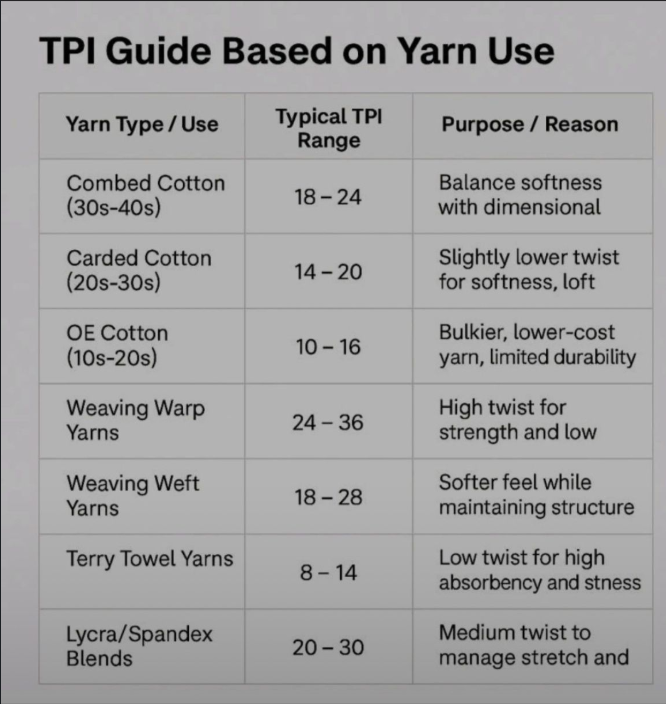 TPI Guide Based on Yarn Use
Yarn Type / Use
Typical TPI
Range
Purpose / Reason
Combed Cotton
(30s-40s)
18 – 24
Balance softness
with dimensional
Carded Cotton
(20s-30s)
14 – 20
Slightly lower twist
for softness, loft
OE Cotton
(10s-20s)
10 – 16
Bulkier, lower-cost
yarn, limited durability
Weaving Warp
Yarns
24 – 36
High twist for
strength and low
Weaving Weft
Yarns
18 – 28
Softer feel while
maintaining structure
Terry Towel Yarns
8 – 14
Low twist for high
absorbency and stness
Lycra/Spandex
Blends
20 – 30
Medium twist to
manage stretch and